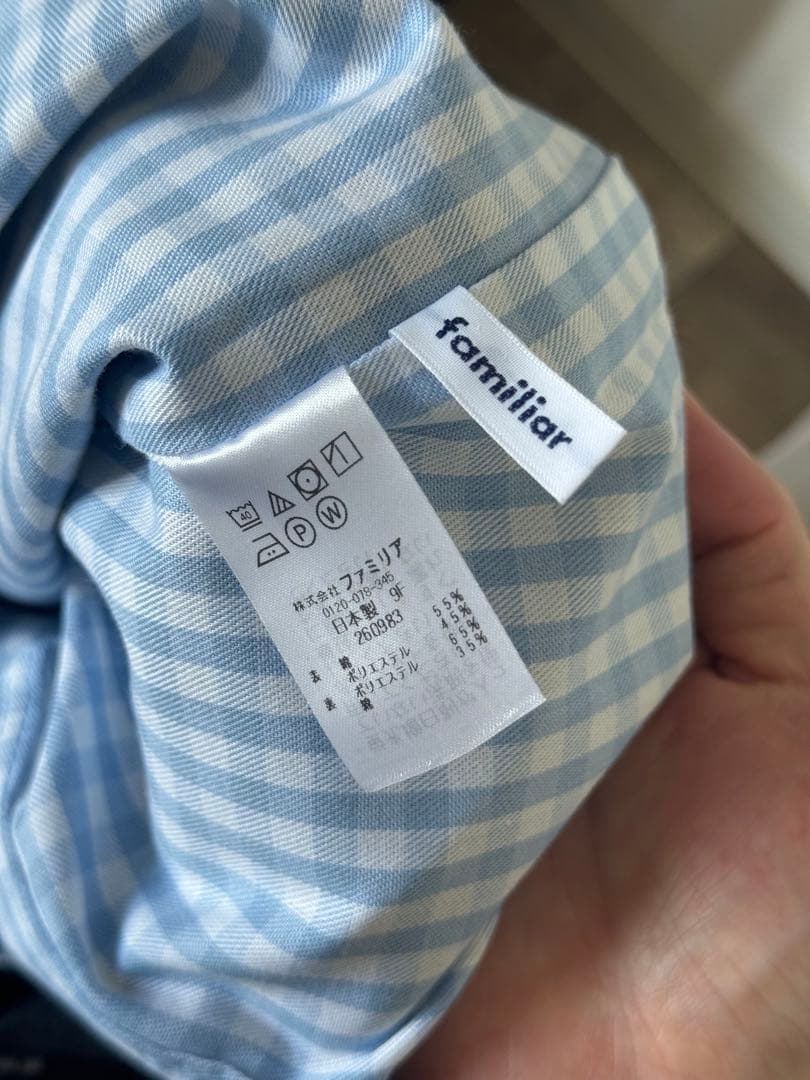 familiar
40
P W
株式会社 ファミリア
0120-078-345
日本製 9F
260983
表 綿 55%
ポリエステル 45%
裏 ポリエステル 65%
綿 35%